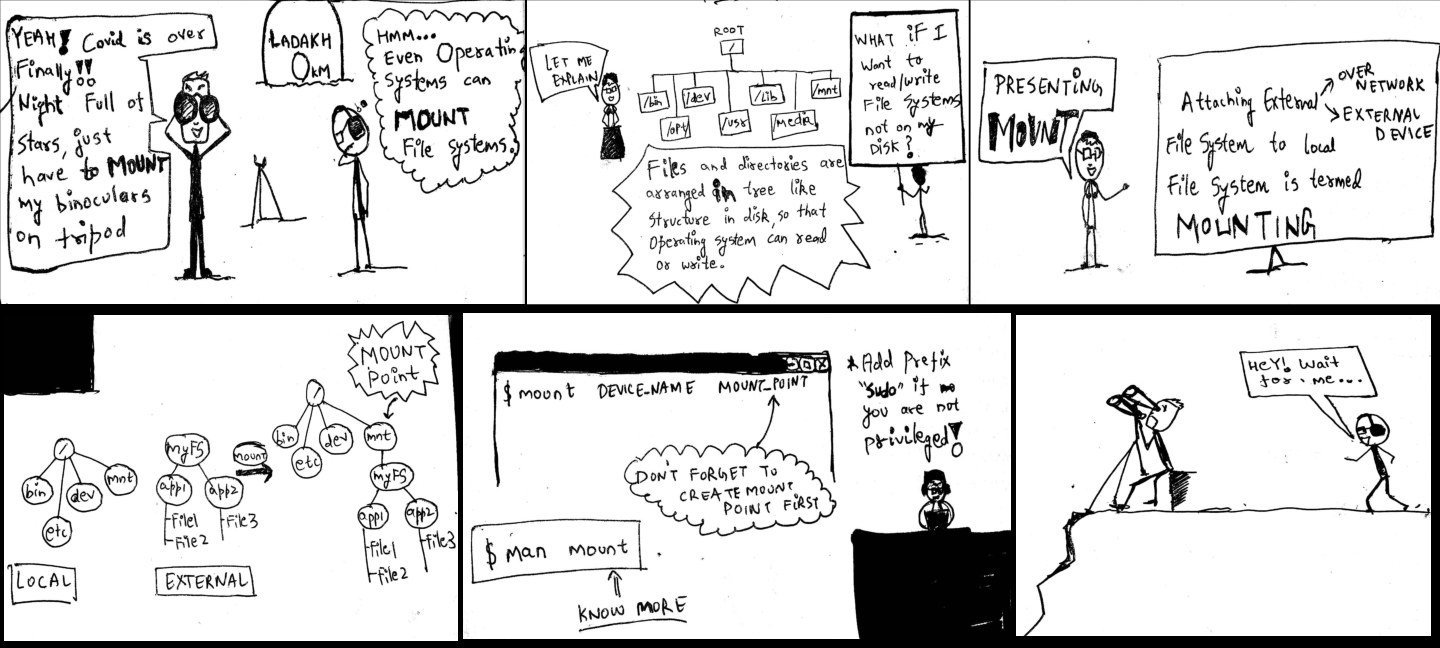 YEAH! Covid is over
Finally!!
Night Full of
Stars, just
have to MOUNT
my binoculars
on tripod
LADAKH
0 KM
HMM...
Even Operating
Systems can
MOUNT
File Systems.
LET ME
EXPLAIN
ROOT
/
/bin
/dev
/Lib
/mnt
/opt
/usr
/media
Files and directories are
arranged in tree like
structure in disk, so that
Operating system can read
or write.
WHAT iF I
Want to
read/write
File Systems
not on my
Disk?
PRESENTING
MOUNT
Attaching External
OVER
NETWORK
EXTERNAL
DEVICE
File System to local
File System is termed
MOUNTING
/
bin
etc
dev
mnt
LOCAL
myFS
app1
app2
File1
File2
File3
EXTERNAL
MOUNT
MOUNT
Point
/
bin
etc
dev
mnt
myFS
app1
app2
file1
file2
file3
$ mount DEVICE_NAME MOUNT_POINT
DON'T FORGET TO
CREATE MOUNT
POINT FIRST
$ man mount
KNOW MORE
* Add Prefix
"Sudo" if
you are not
privileged!
HEY! Wait
for me...